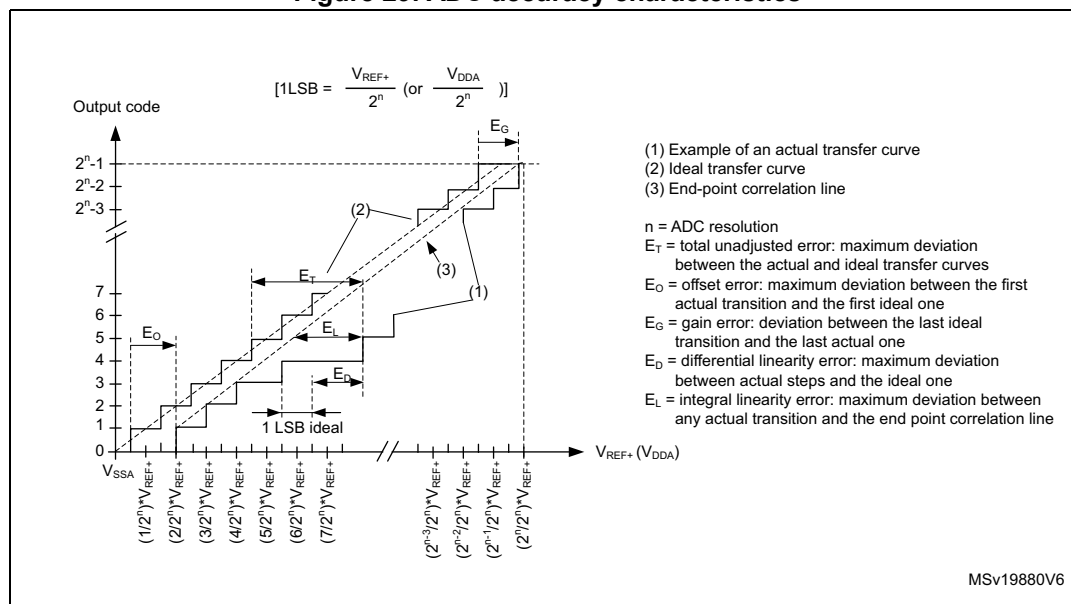 Figure 29. ADC accuracy characteristics
[1LSB = V_REF+ / 2^n (or V_DDA / 2^n )]
Output code
E_G
2^n-1
2^n-2
2^n-3
7
6
5
4
3
2
1
0
(2)
(3)
(1)
E_T
E_O
E_L
E_D
1 LSB ideal
V_SSA
V_REF+ (V_DDA)
(1/2^n)*V_REF+
(2/2^n)*V_REF+
(3/2^n)*V_REF+
(4/2^n)*V_REF+
(5/2^n)*V_REF+
(6/2^n)*V_REF+
(7/2^n)*V_REF+
(2^n-3/2^n)*V_REF+
(2^n-2/2^n)*V_REF+
(2^n-1/2^n)*V_REF+
(2^n/2^n)*V_REF+
(1) Example of an actual transfer curve
(2) Ideal transfer curve
(3) End-point correlation line
n = ADC resolution
E_T = total unadjusted error: maximum deviation
between the actual and ideal transfer curves
E_O = offset error: maximum deviation between the first
actual transition and the first ideal one
E_G = gain error: deviation between the last ideal
transition and the last actual one
E_D = differential linearity error: maximum deviation
between actual steps and the ideal one
E_L = integral linearity error: maximum deviation between
any actual transition and the end point correlation line
MSv19880V6